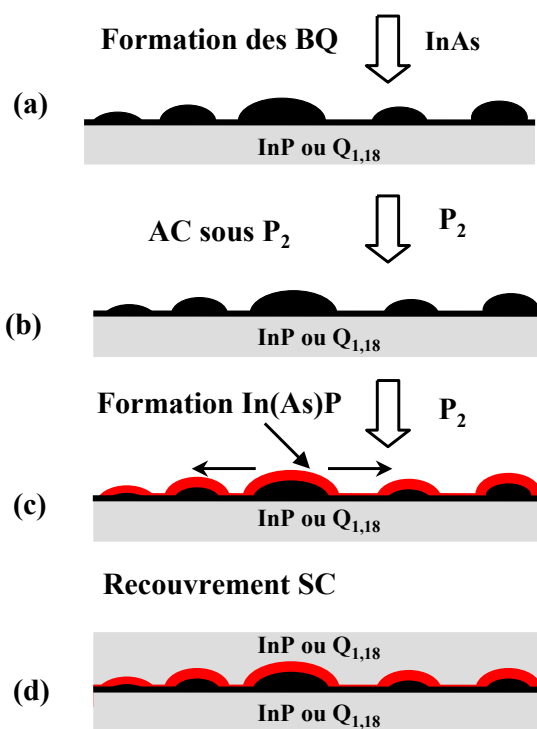 Formation des BQ
InAs
(a)
InP ou Q1,18
AC sous P2
P2
(b)
InP ou Q1,18
Formation In(As)P
P2
(c)
InP ou Q1,18
Recouvrement SC
InP ou Q1,18
(d)
InP ou Q1,18